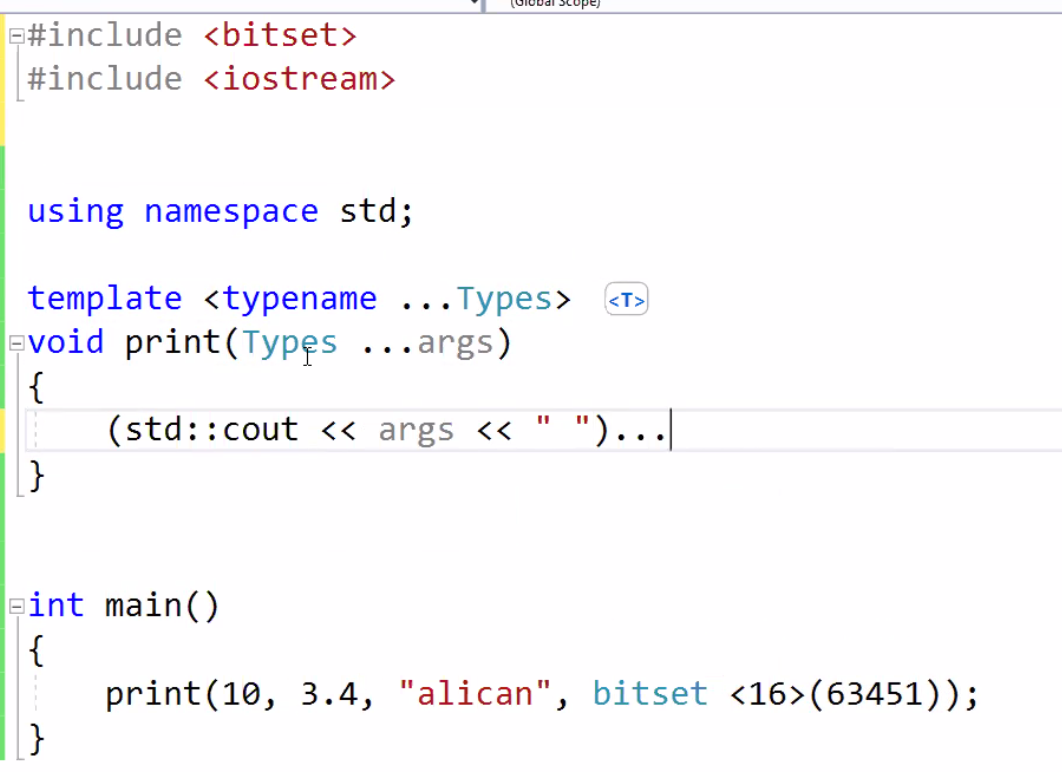 (Global Scope)
#include <bitset>
#include <iostream>
using namespace std;
template <typename ...Types> <T>
void print(Types ...args)
{
(std::cout << args << " ")...
}
int main()
{
print(10, 3.4, "alican", bitset <16>(63451));
}